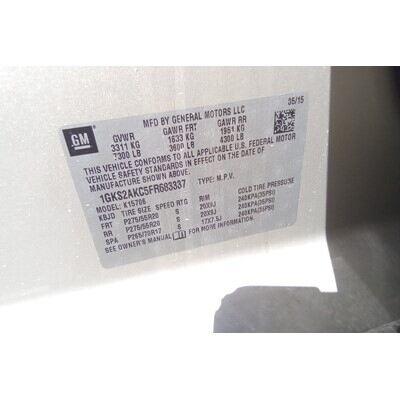 GM
MFD BY GENERAL MOTORS LLC
05/15
GVWR GAWR FRT GAWR RR
3311 KG 1633 KG 1951 KG
7300 LB 3600 LB 4300 LB
THIS VEHICLE CONFORMS TO ALL APPLICABLE U.S. FEDERAL MOTOR
VEHICLE SAFETY STANDARDS IN EFFECT ON THE DATE OF
MANUFACTURE SHOWN ABOVE.
1GKS2AKC5FR683337
TYPE: M.P.V.
MODEL: K15706
KBJD TIRE SIZE SPEED RTG RIM COLD TIRE PRESSURE
FRT P275/55R20 S 20X9J 240KPA(35PSI)
RR P275/55R20 S 20X9J 240KPA(35PSI)
SPA P265/70R17 S 17X7.5J 240KPA(35PSI)
SEE OWNER'S MANUAL FOR MORE INFORMATION.